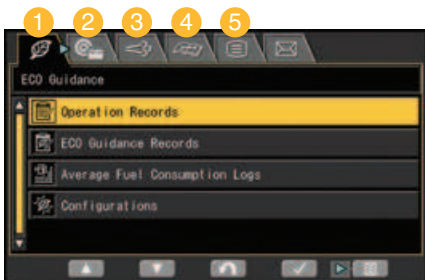 1 2 3 4 5
ECO Guidance
Operation Records
ECO Guidance Records
Average Fuel Consumption Logs
Configurations